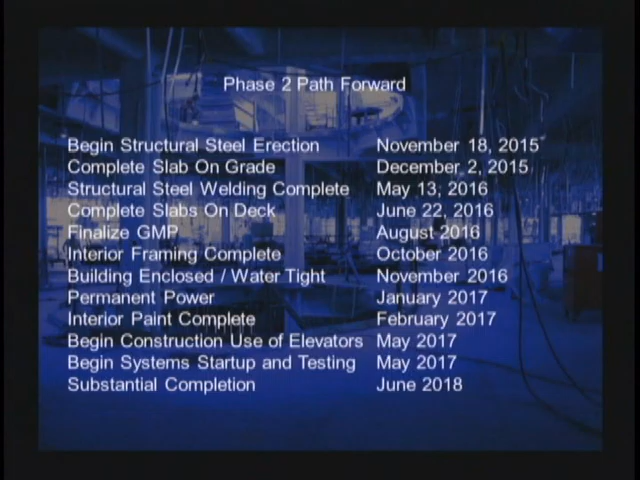 Phase 2 Path Forward
Begin Structural Steel Erection November 18, 2015
Complete Slab On Grade December 2, 2015
Structural Steel Welding Complete May 13, 2016
Complete Slabs On Deck June 22, 2016
Finalize GMP August 2016
Interior Framing Complete October 2016
Building Enclosed / Water Tight November 2016
Permanent Power January 2017
Interior Paint Complete February 2017
Begin Construction Use of Elevators May 2017
Begin Systems Startup and Testing May 2017
Substantial Completion June 2018